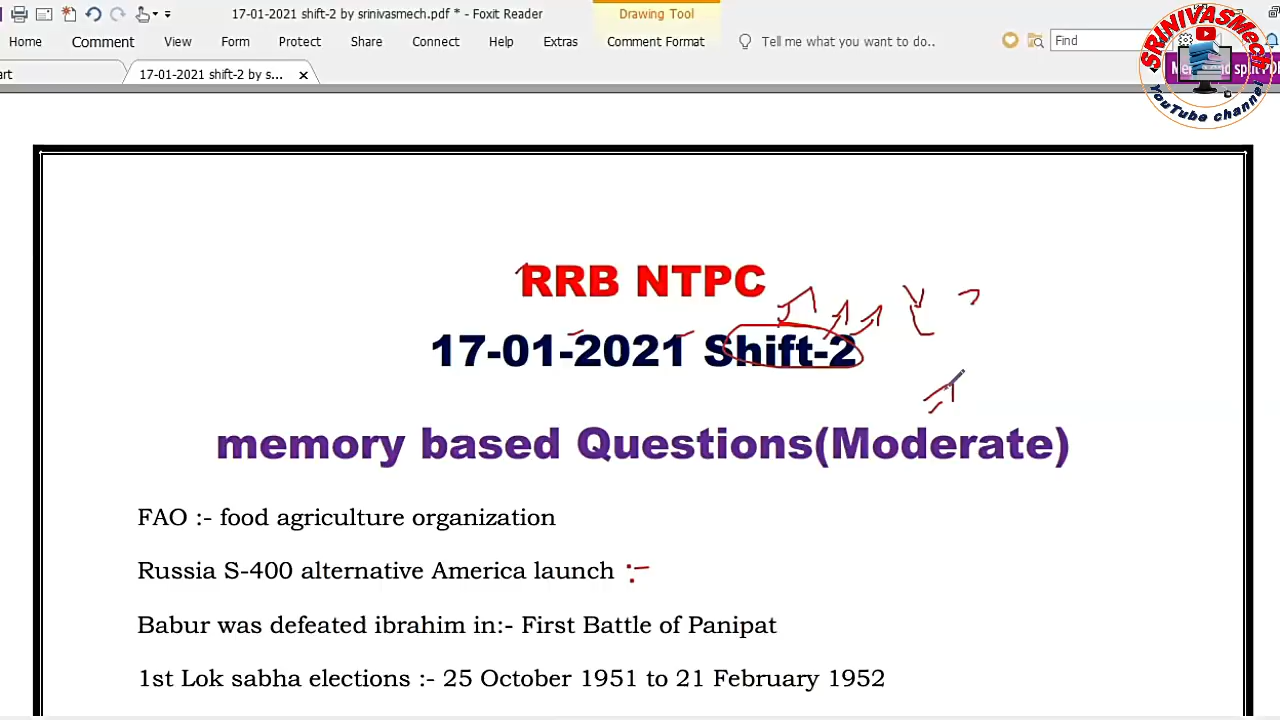 17-01-2021 shift-2 by srinivasmech.pdf * - Foxit Reader
Drawing Tool
Home Comment View Form Protect Share Connect Help Extras Comment Format Tell me what you want to do.. Find
17-01-2021 shift-2 by s... ×
SRINIVASMech
YouTube channel
RRB NTPC
17-01-2021 Shift-2
memory based Questions(Moderate)
FAO :- food agriculture organization
Russia S-400 alternative America launch :-
Babur was defeated ibrahim in:- First Battle of Panipat
1st Lok sabha elections :- 25 October 1951 to 21 February 1952